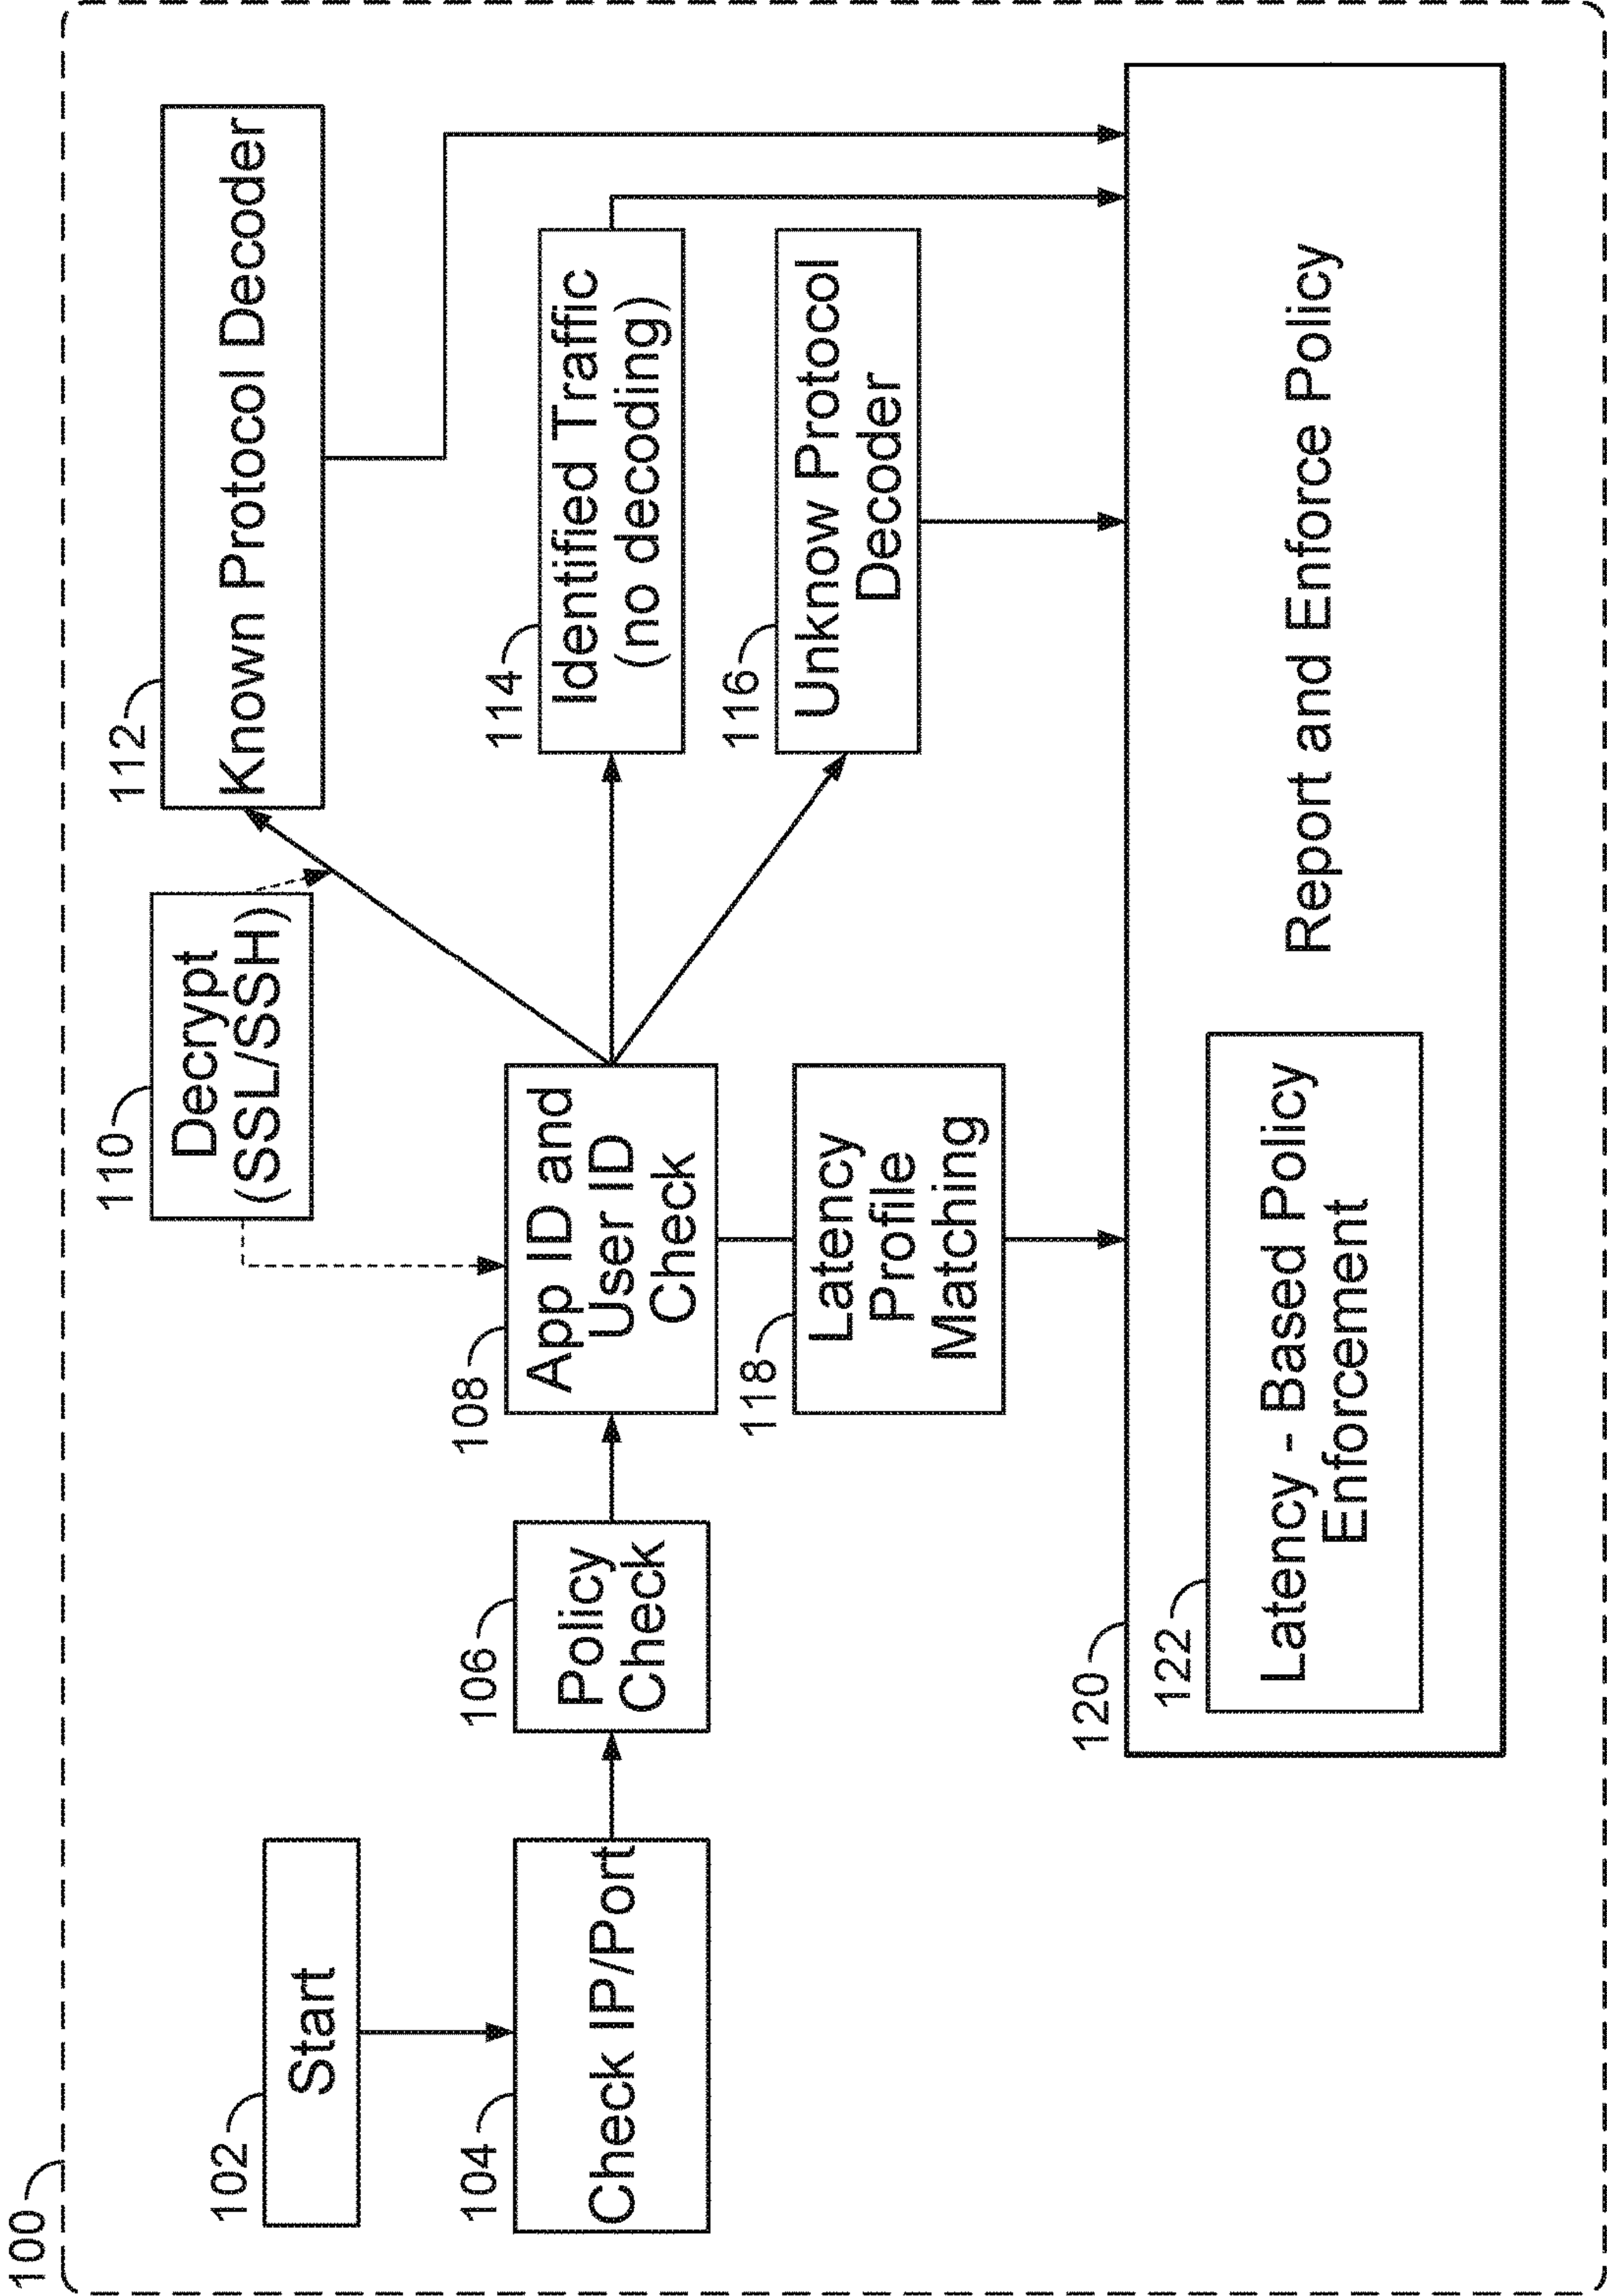 100
102
Start
104
Check IP/Port
106
Policy
Check
108
App ID and
User ID
Check
110
Decrypt
(SSL/SSH)
112
Known Protocol Decoder
114
Identified Traffic
(no decoding)
116
Unknow Protocol
Decoder
118
Latency
Profile
Matching
120
Report and Enforce Policy
122
Latency - Based Policy
Enforcement